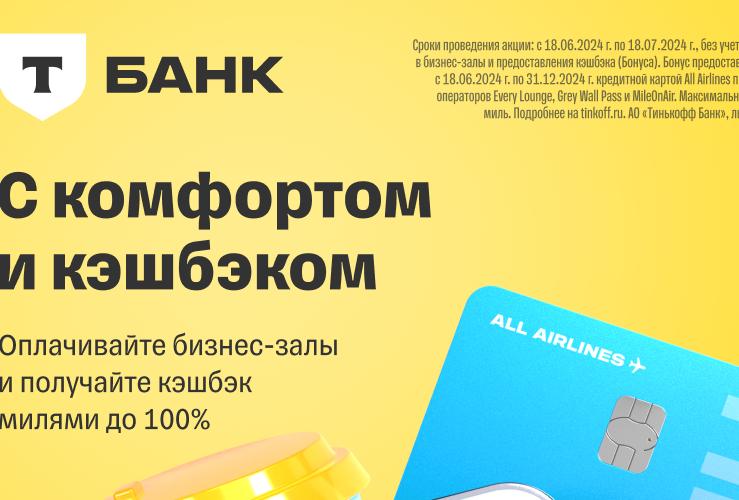 Т БАНК
Сроки проведения акции: с 18.06.2024 г. по 18.07.2024 г., без
в бизнес-залы и предоставления кэшбэка (Бонуса). Бонус
с 18.06.2024 г. по 31.12.2024 г. кредитной картой All Airlines
операторов Every Lounge, Grey Wall Pass и MileOnAir.
миль. Подробнее на tinkoff.ru. АО «Тинькофф Банк»,
С комфортом
и кэшбэком
Оплачивайте бизнес-залы
и получайте кэшбэк
милями до 100%
ALL AIRLINES